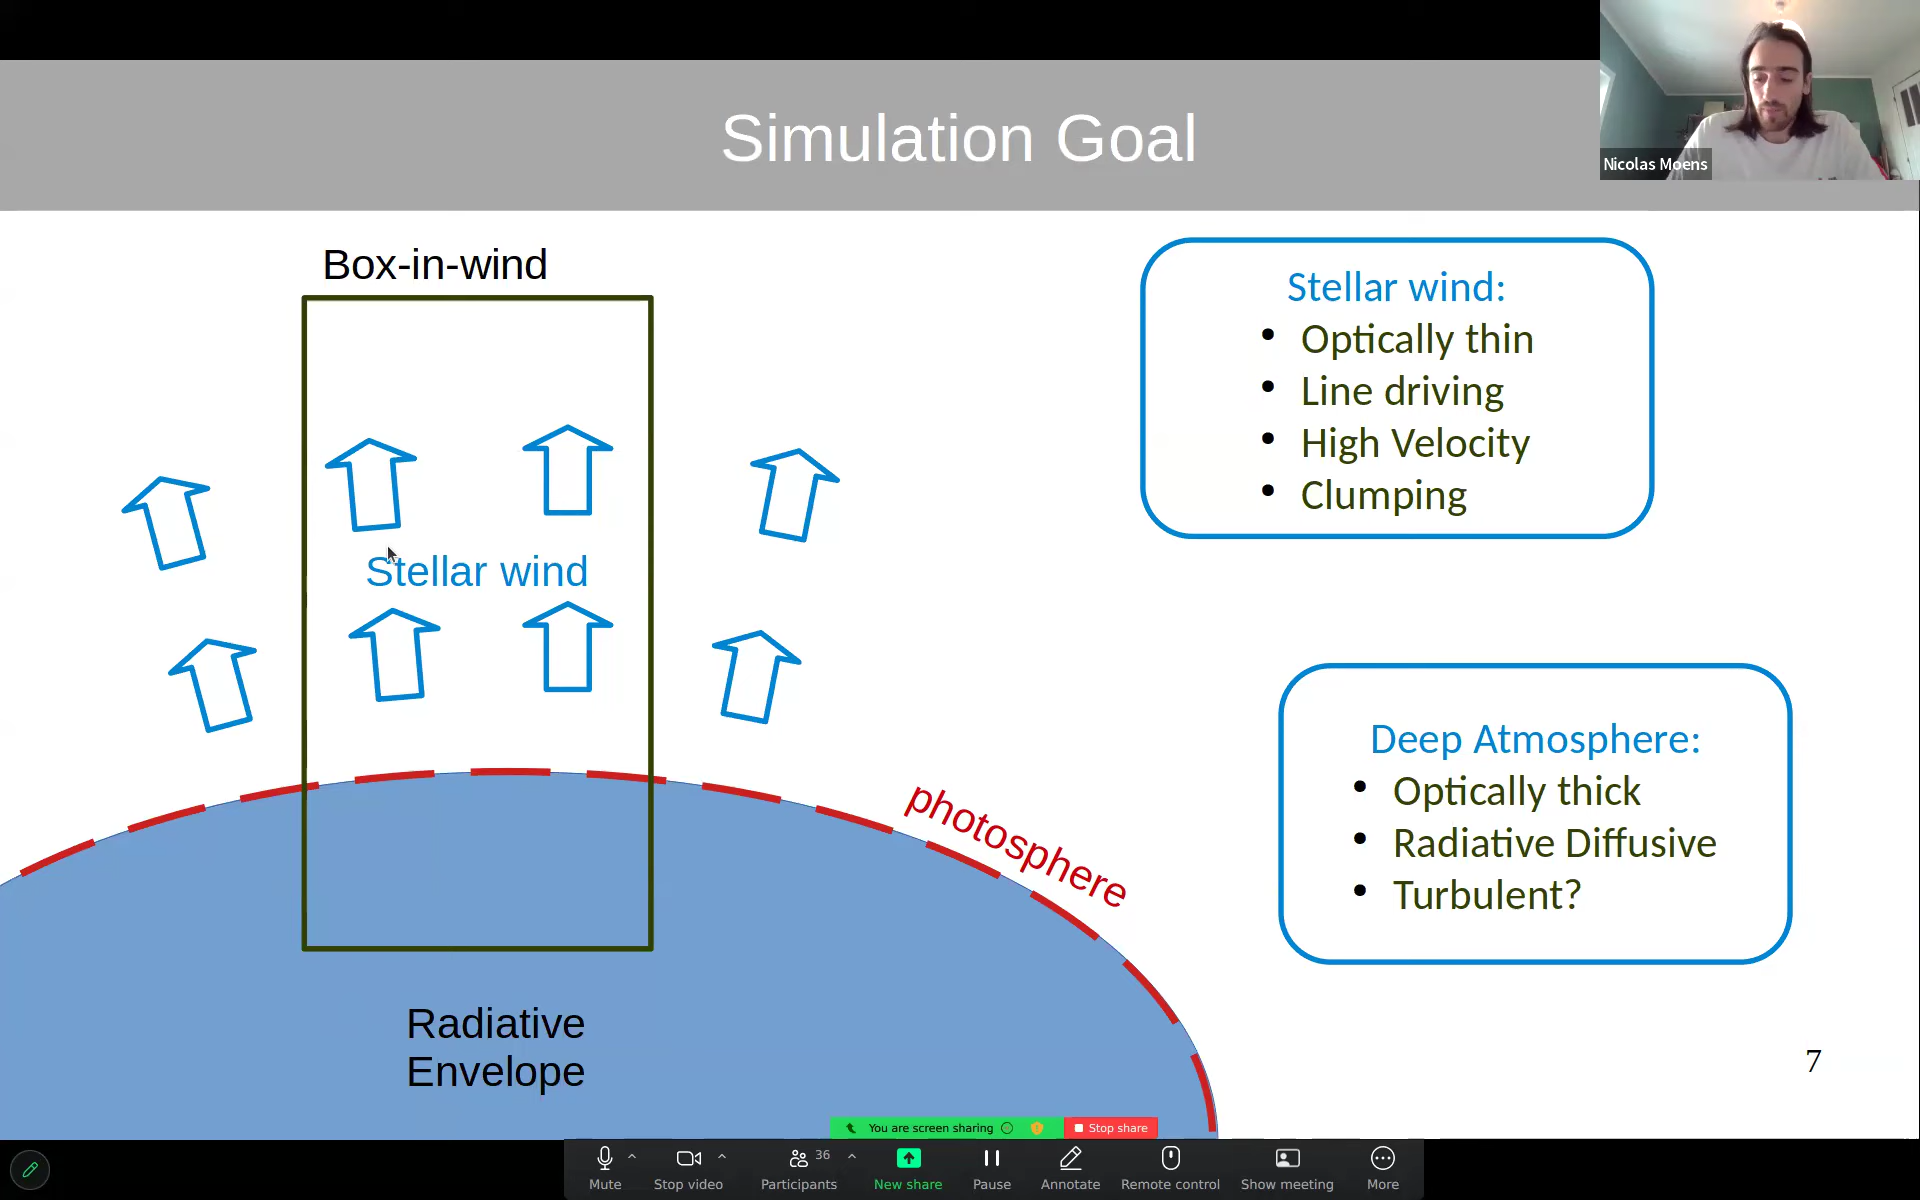 Simulation Goal
Nicolas Moens
Box-in-wind
Stellar wind
photosphere
Radiative
Envelope
Stellar wind:
• Optically thin
• Line driving
• High Velocity
• Clumping
Deep Atmosphere:
• Optically thick
• Radiative Diffusive
• Turbulent?
7
You are screen sharing
Stop share
Mute
Stop video
Participants
36
New share
Pause
Annotate
Remote control
Show meeting
More